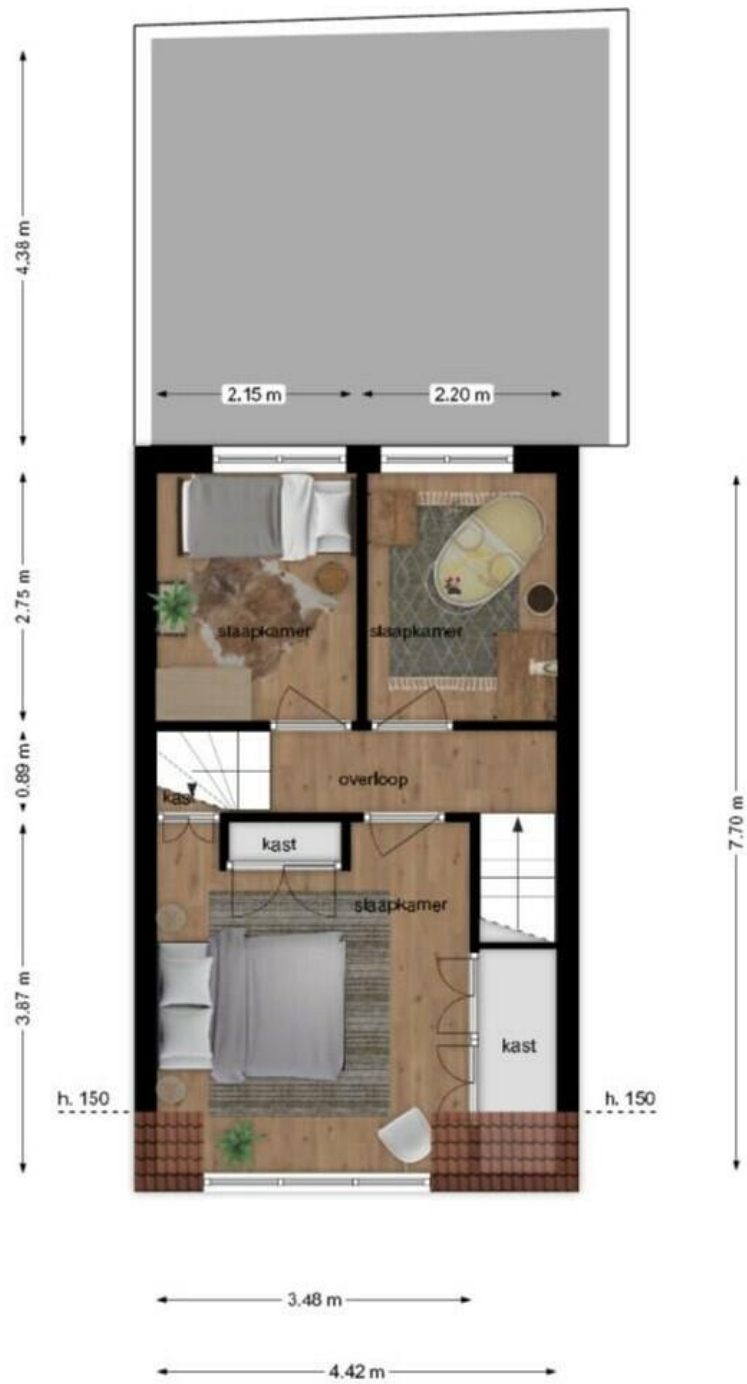 4.38 m
2.15 m
2.20 m
2.75 m
slaapkamer
slaapkamer
0.89 m
overloop
kast
kast
slaapkamer
7.70 m
3.87 m
kast
h. 150
h. 150
3.48 m
4.42 m